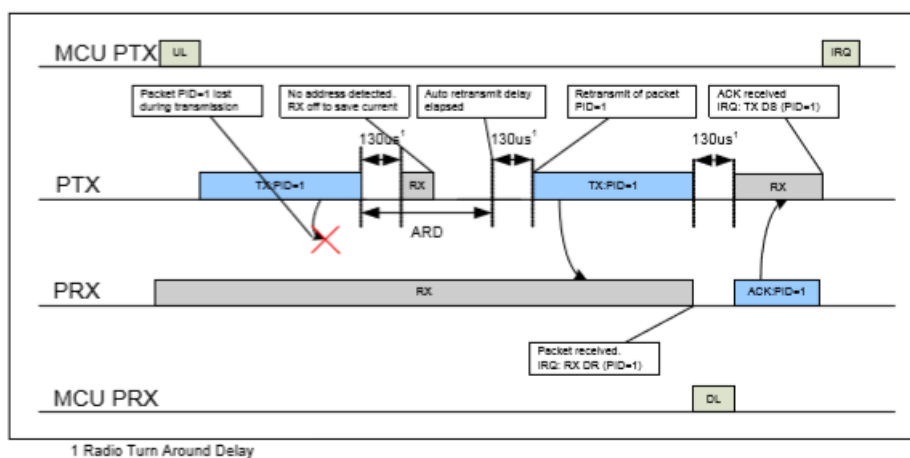 MCU PTX
UL
IRQ
Packet PID=1 lost
during transmission
No address detected.
RX off to save current
Auto retransmit delay
elapsed
Retransmit of packet
PID=1
ACK received
IRQ: TX DS (PID=1)
130us1
130us1
130us1
PTX
TX:PID=1
RX
TX:PID=1
RX
ARD
PRX
RX
ACK:PID=1
Packet received.
IRQ: RX DR (PID=1)
MCU PRX
DL
1 Radio Turn Around Delay